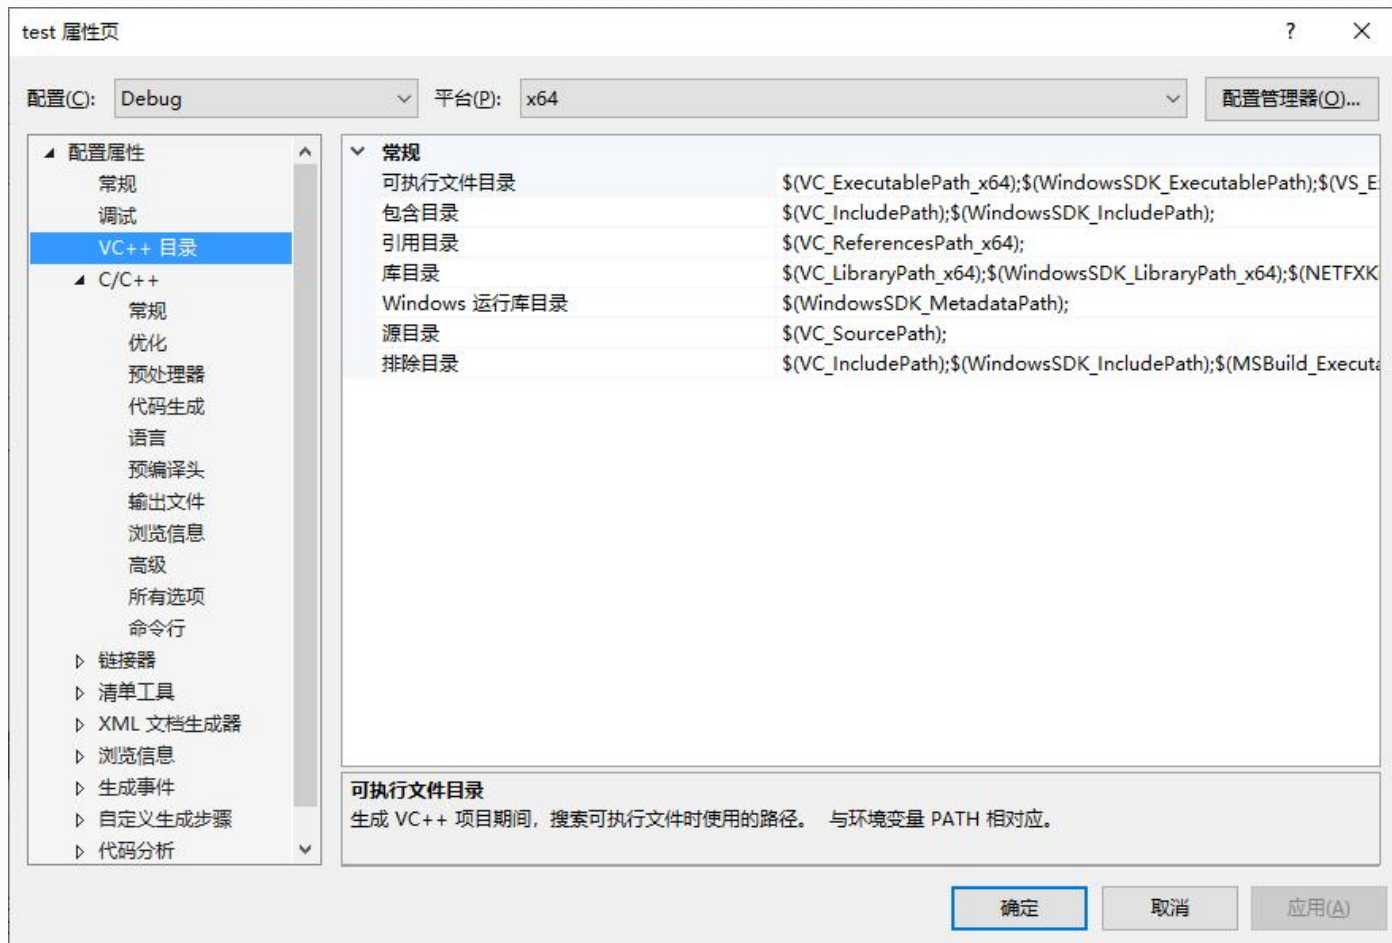 test 属性页
配置(C): Debug 平台(P): x64 配置管理器(O)...
配置属性
常规
调试
VC++ 目录
C/C++
常规
优化
预处理器
代码生成
语言
预编译头
输出文件
浏览信息
高级
所有选项
命令行
链接器
清单工具
XML 文档生成器
浏览信息
生成事件
自定义生成步骤
代码分析
常规
可执行文件目录 $(VC_ExecutablePath_x64);$(WindowsSDK_ExecutablePath);$(VS_E
包含目录 $(VC_IncludePath);$(WindowsSDK_IncludePath);
引用目录 $(VC_ReferencesPath_x64);
库目录 $(VC_LibraryPath_x64);$(WindowsSDK_LibraryPath_x64);$(NETFXK
Windows 运行库目录 $(WindowsSDK_MetadataPath);
源目录 $(VC_SourcePath);
排除目录 $(VC_IncludePath);$(WindowsSDK_IncludePath);$(MSBuild_Executa
可执行文件目录
生成 VC++ 项目期间，搜索可执行文件时使用的路径。 与环境变量 PATH 相对应。
确定 取消 应用(A)